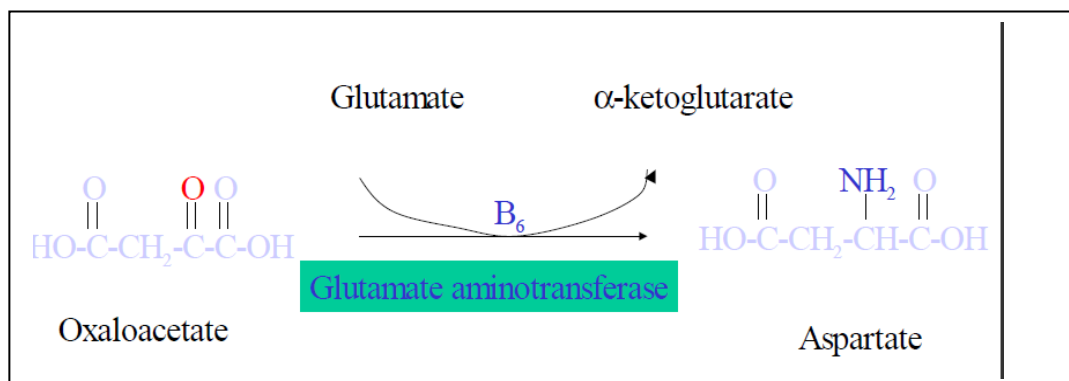 Glutamate α-ketoglutarate
O O O NH₂ O O
B₆
HO-C-CH₂-C-C-OH HO-C-CH₂-CH-C-OH
Glutamate aminotransferase
Oxaloacetate Aspartate